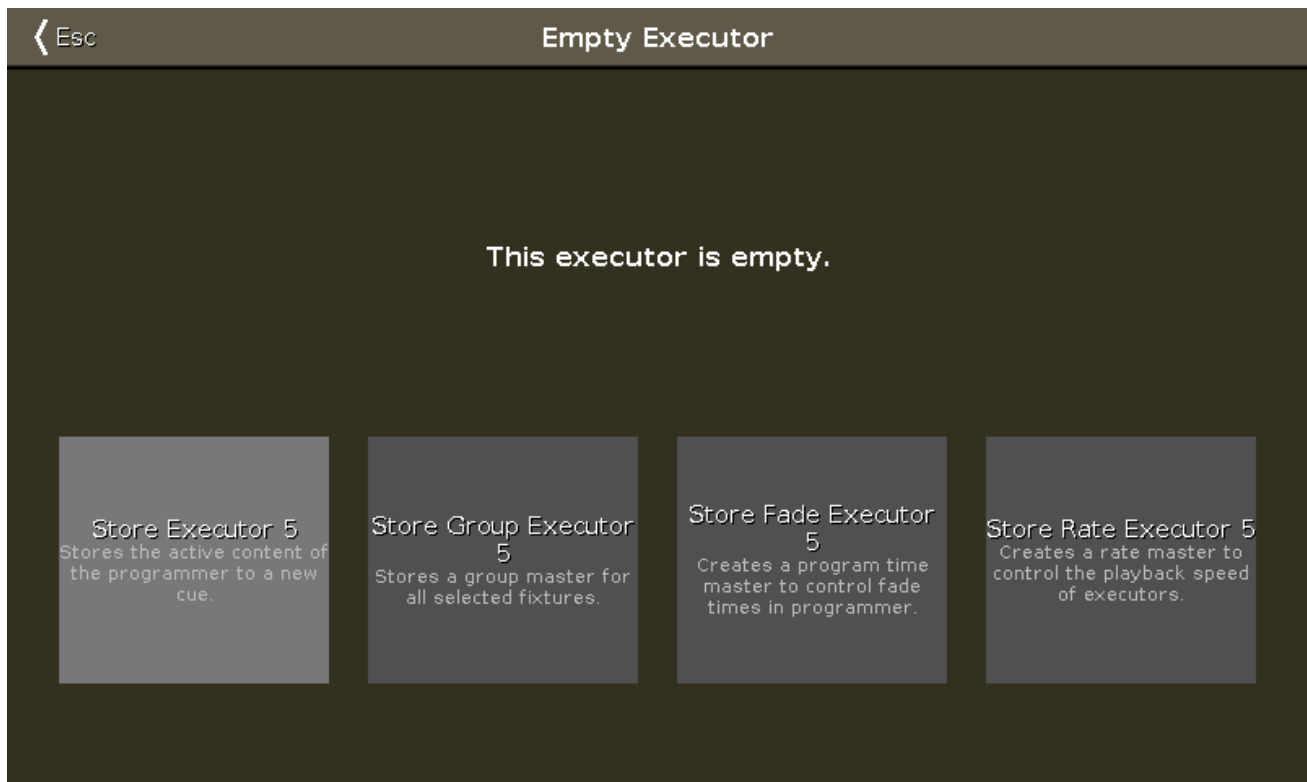 Esc
Empty Executor
This executor is empty.
Store Executor 5
Stores the active content of
the programmer to a new
cue.
Store Group Executor
5
Stores a group master for
all selected fixtures.
Store Fade Executor
5
Creates a program time
master to control fade
times in programmer.
Store Rate Executor 5
Creates a rate master to
control the playback speed
of executors.